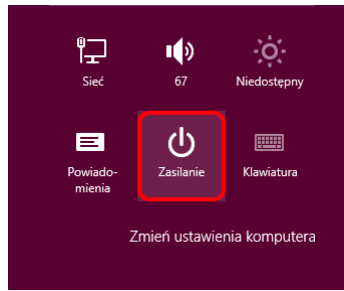 Sieć
67
Niedostępny
Powiado-
mienia
Zasilanie
Klawiatura
Zmień ustawienia komputera